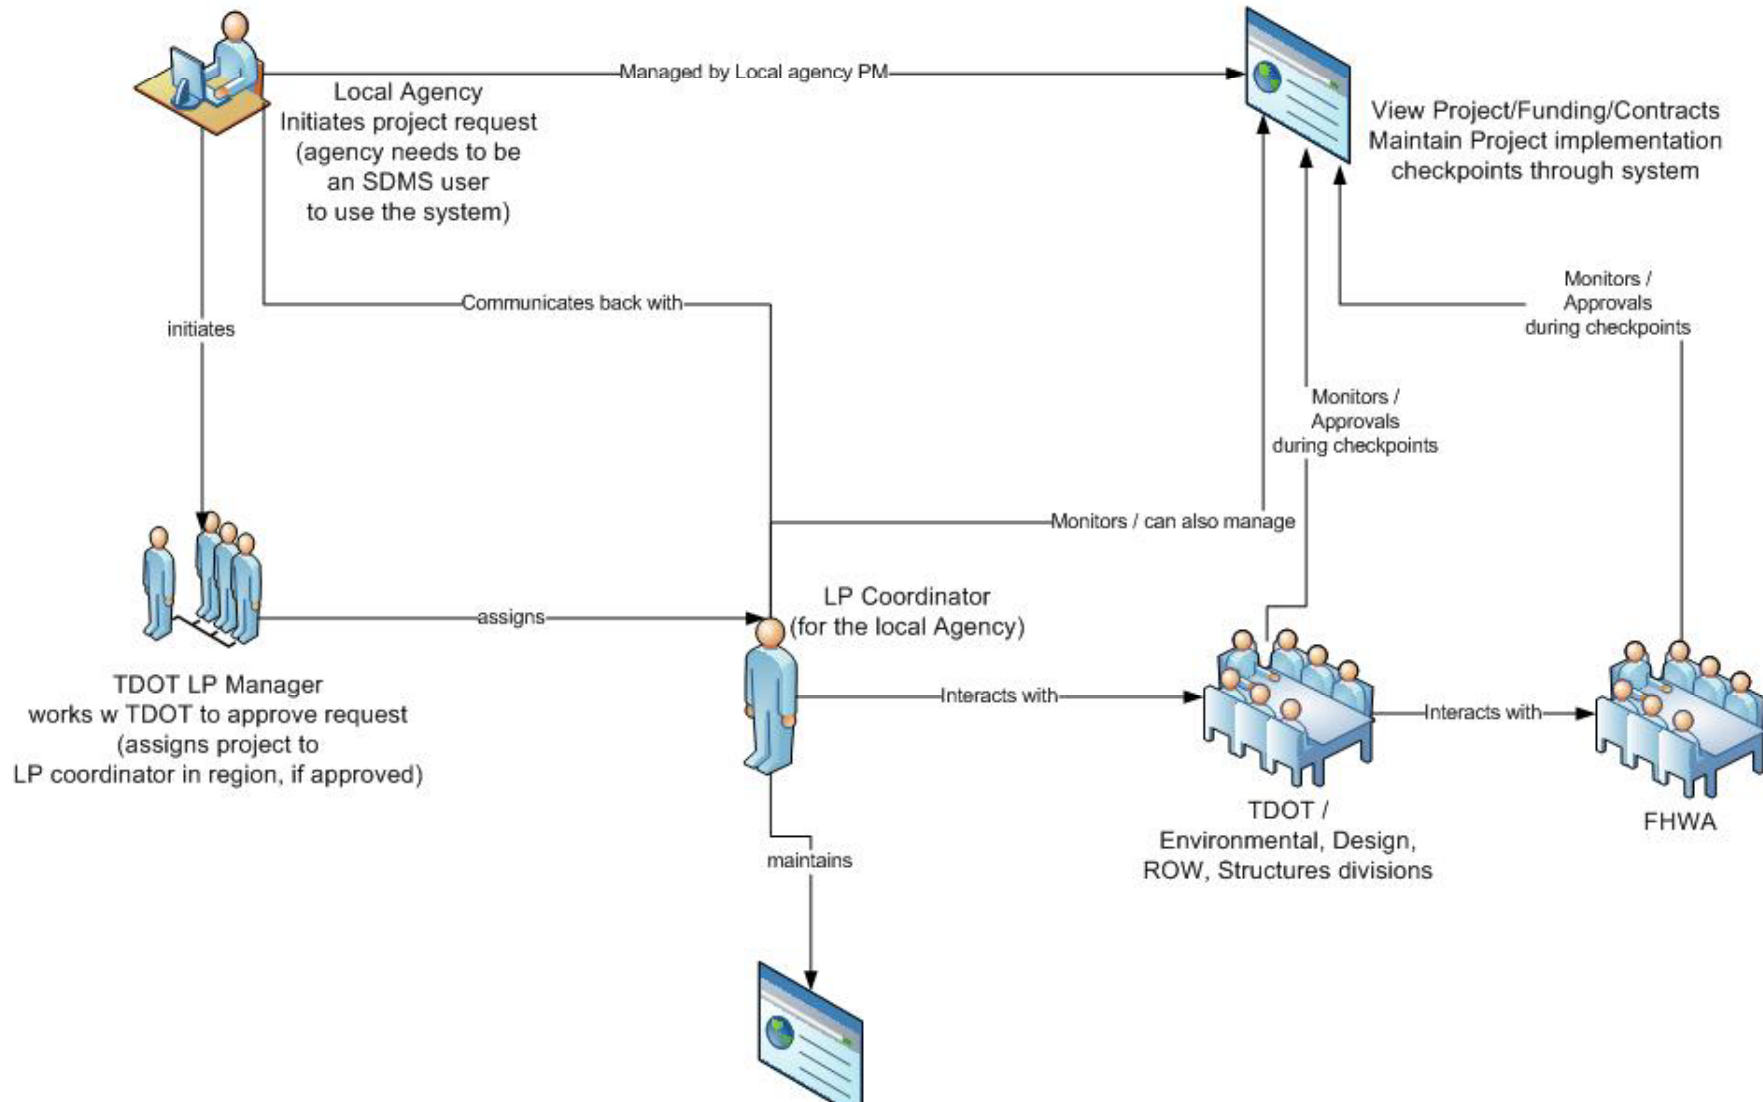 Managed by Local agency PM
Local Agency
Initiates project request
(agency needs to be
an SDMS user
to use the system)
View Project/Funding/Contracts
Maintain Project implementation
checkpoints through system
Communicates back with
initiates
Monitors /
Approvals
during checkpoints
Monitors /
Approvals
during checkpoints
Monitors / can also manage
assigns
LP Coordinator
(for the local Agency)
TDOT LP Manager
works w TDOT to approve request
(assigns project to
LP coordinator in region, if approved)
Interacts with
Interacts with
TDOT /
Environmental, Design,
ROW, Structures divisions
FHWA
maintains